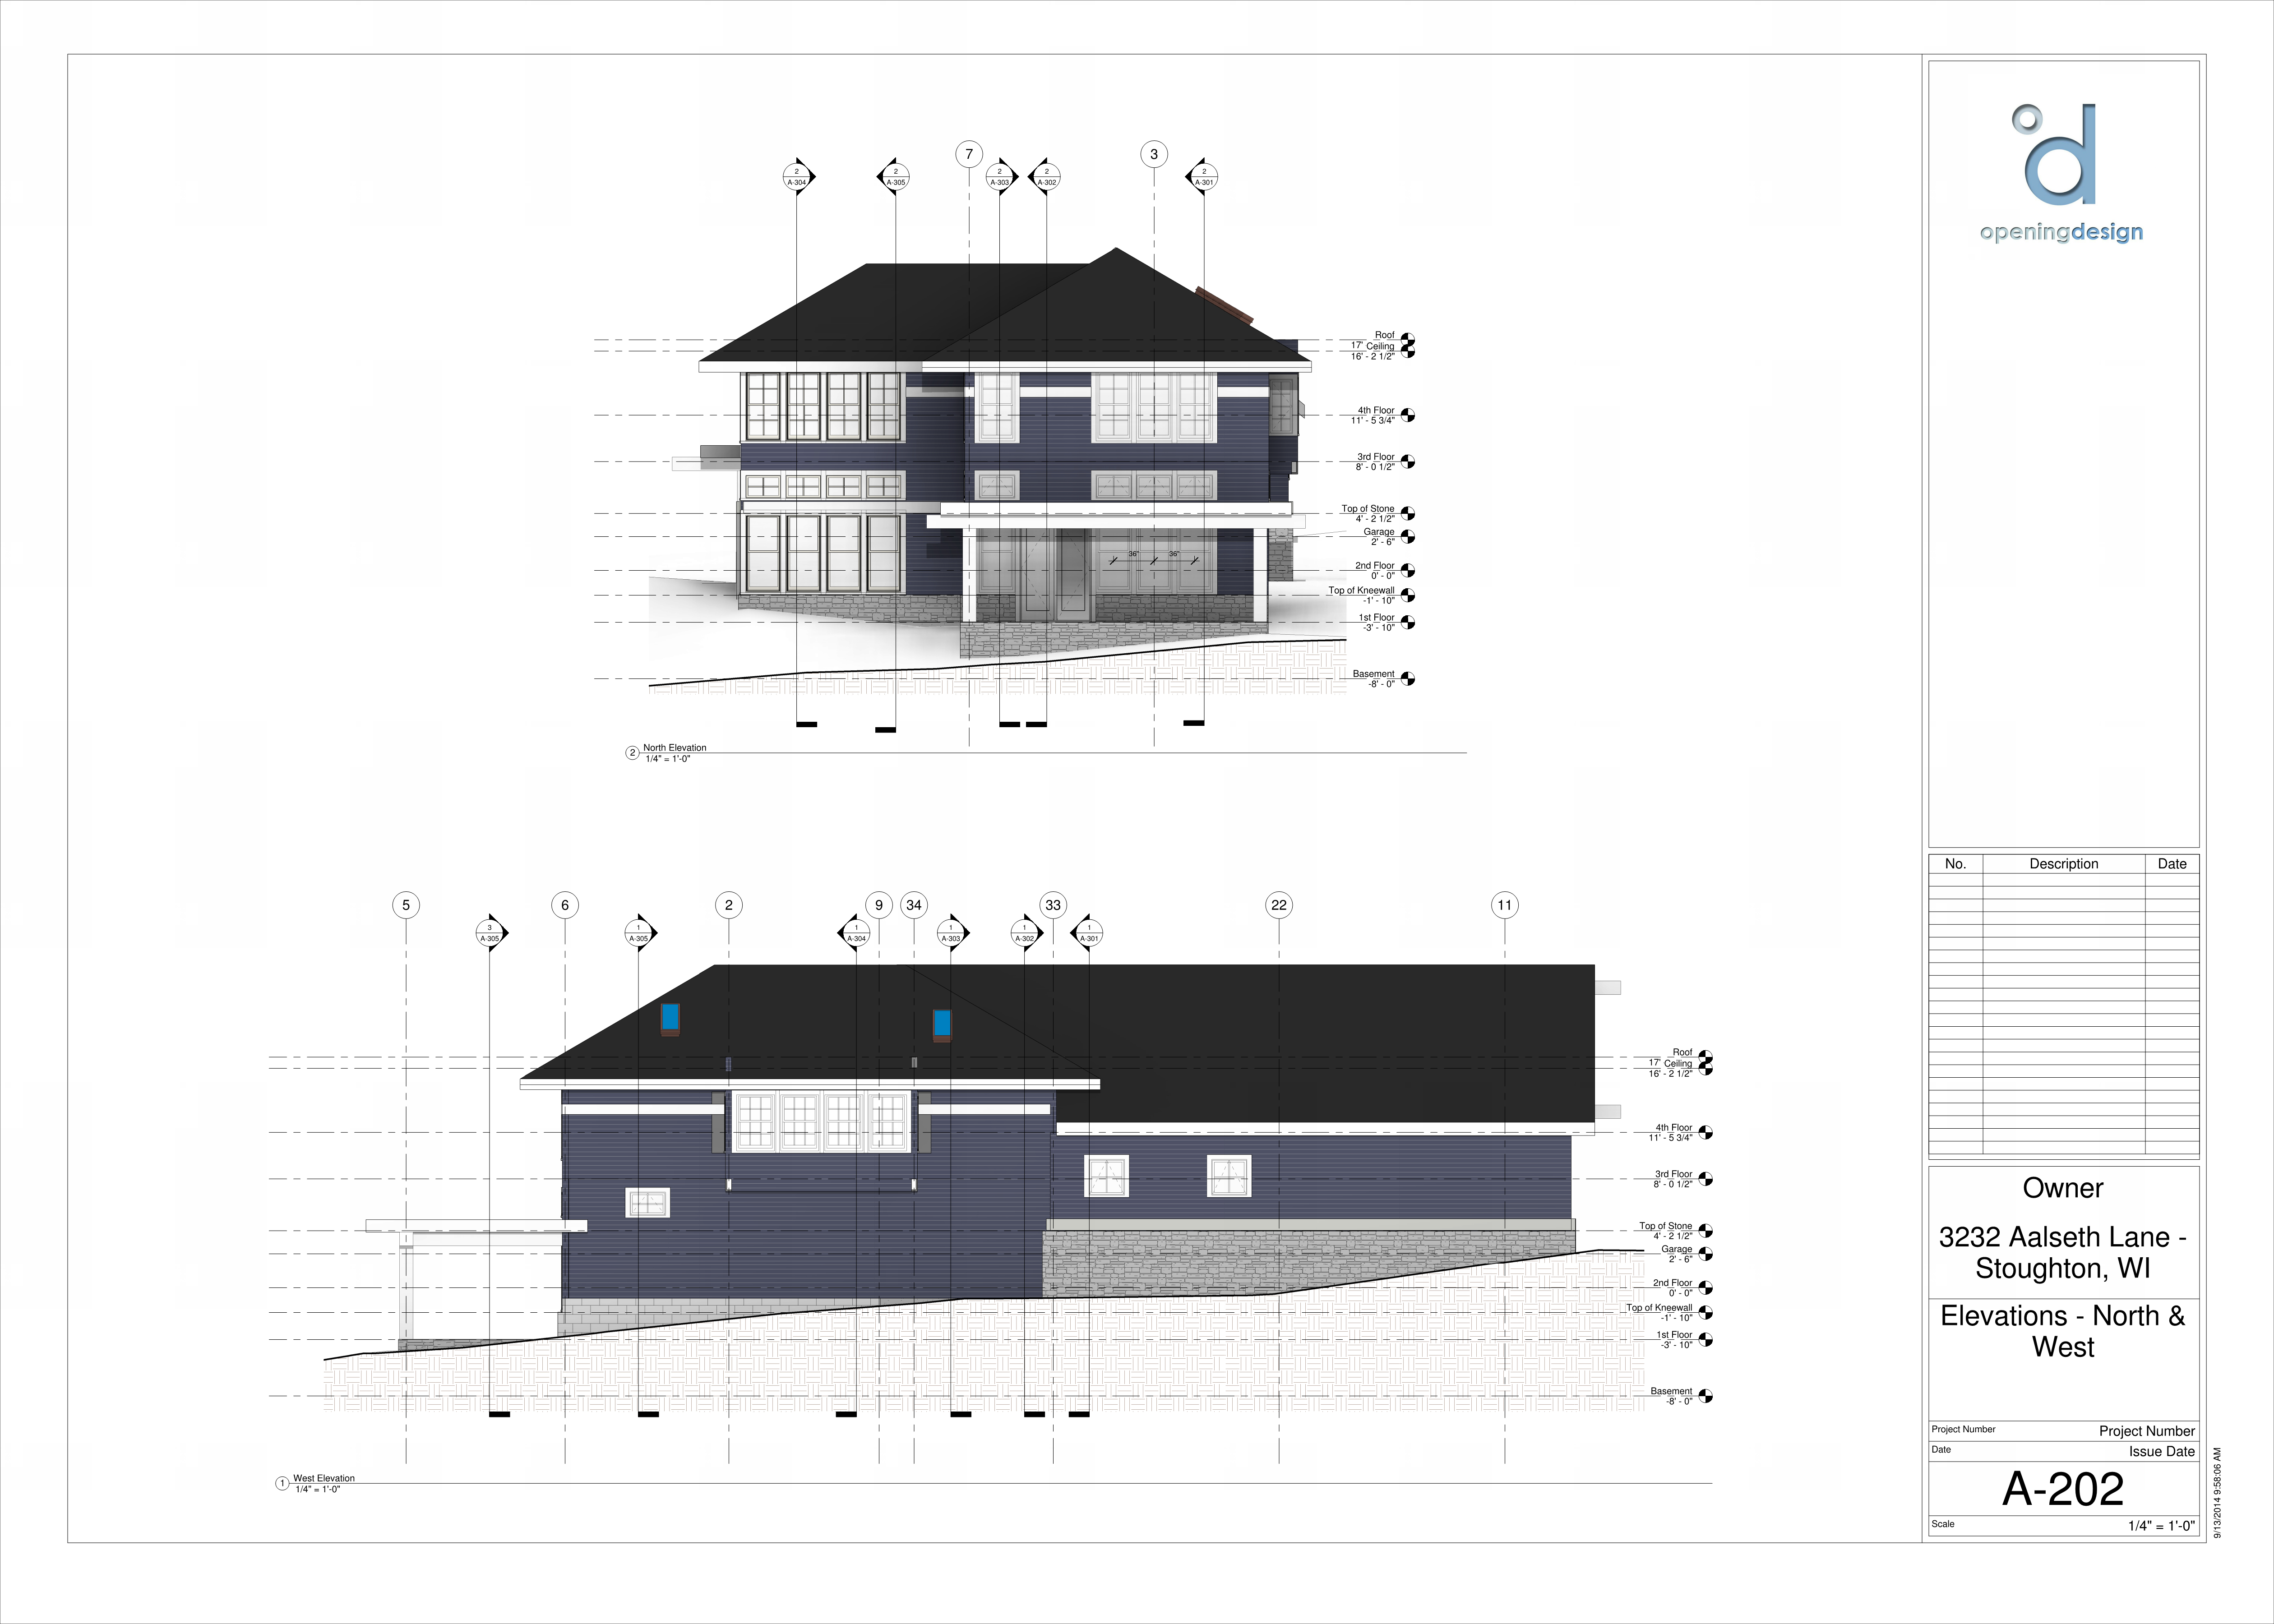 7
3
2
A-304
2
A-305
2
A-303
2
A-302
2
A-301
Roof
17' Ceiling
16' - 2 1/2"
4th Floor
11' - 5 3/4"
3rd Floor
8' - 0 1/2"
Top of Stone
4' - 2 1/2"
Garage
2' - 6"
36"
36"
2nd Floor
0' - 0"
Top of Kneewall
-1' - 10"
1st Floor
-3' - 10"
Basement
-8' - 0"
2
North Elevation
1/4" = 1'-0"
5
6
2
9
34
33
22
11
3
A-305
1
A-305
1
A-304
1
A-303
1
A-302
1
A-301
Roof
17' Ceiling
16' - 2 1/2"
4th Floor
11' - 5 3/4"
3rd Floor
8' - 0 1/2"
Top of Stone
4' - 2 1/2"
Garage
2' - 6"
2nd Floor
0' - 0"
Top of Kneewall
-1' - 10"
1st Floor
-3' - 10"
Basement
-8' - 0"
1
West Elevation
1/4" = 1'-0"
openingdesign
No. Description Date
Owner
3232 Aalseth Lane -
Stoughton, WI
Elevations - North &
West
Project Number Project Number
Date Issue Date
A-202
Scale 1/4" = 1'-0"
9/13/2014 9:58:06 AM